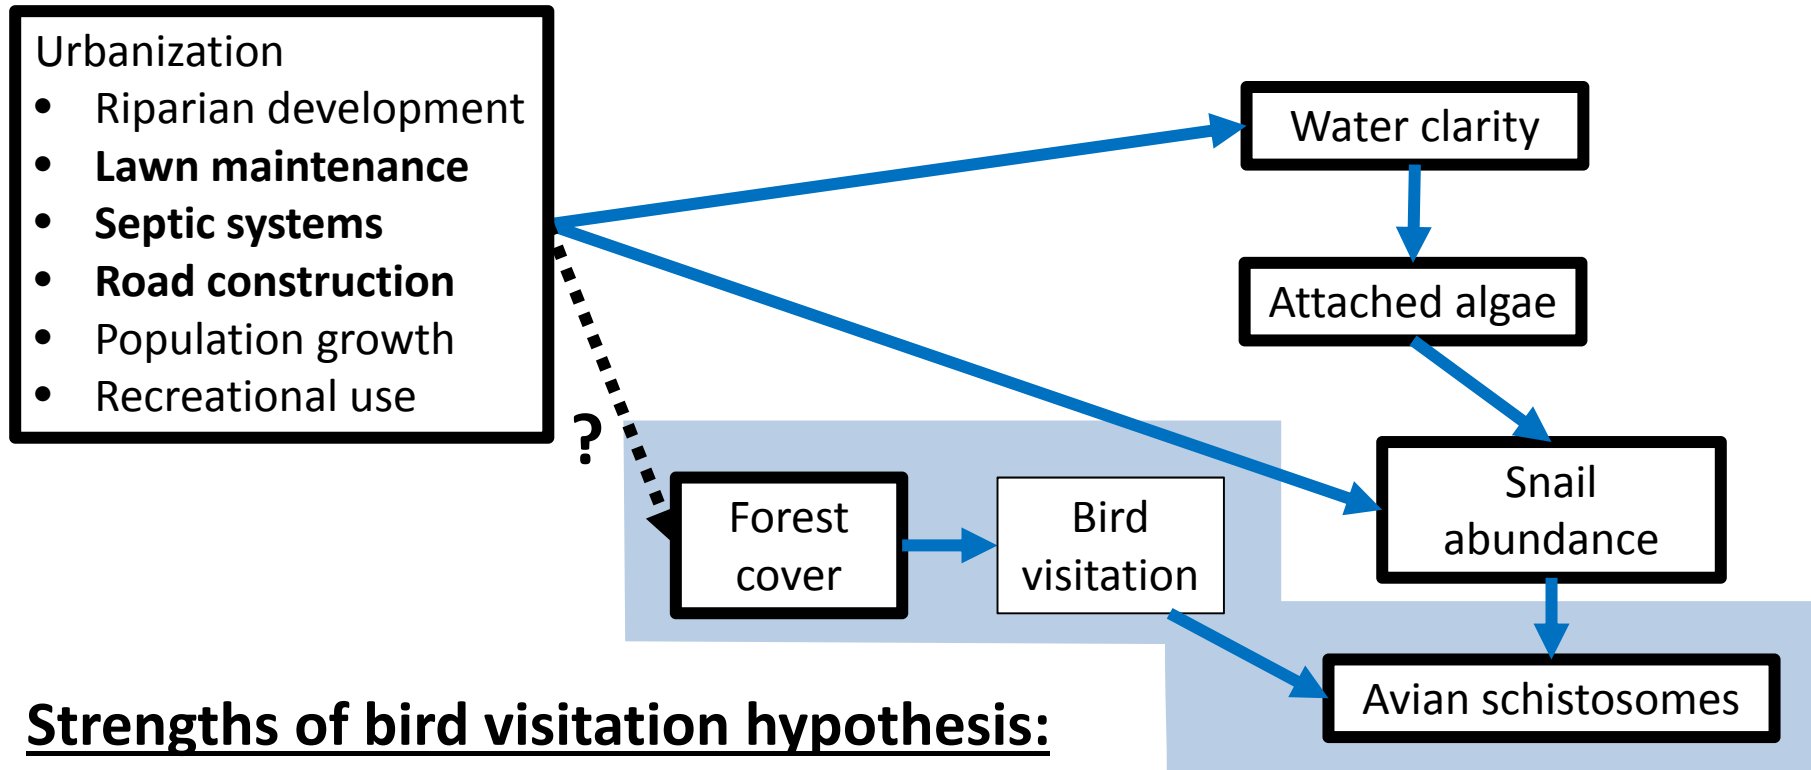 Urbanization
• Riparian development
• Lawn maintenance
• Septic systems
• Road construction
• Population growth
• Recreational use
Water clarity
Attached algae
?
Snail
abundance
Forest
cover
Bird
visitation
Avian schistosomes
Strengths of bird visitation hypothesis: